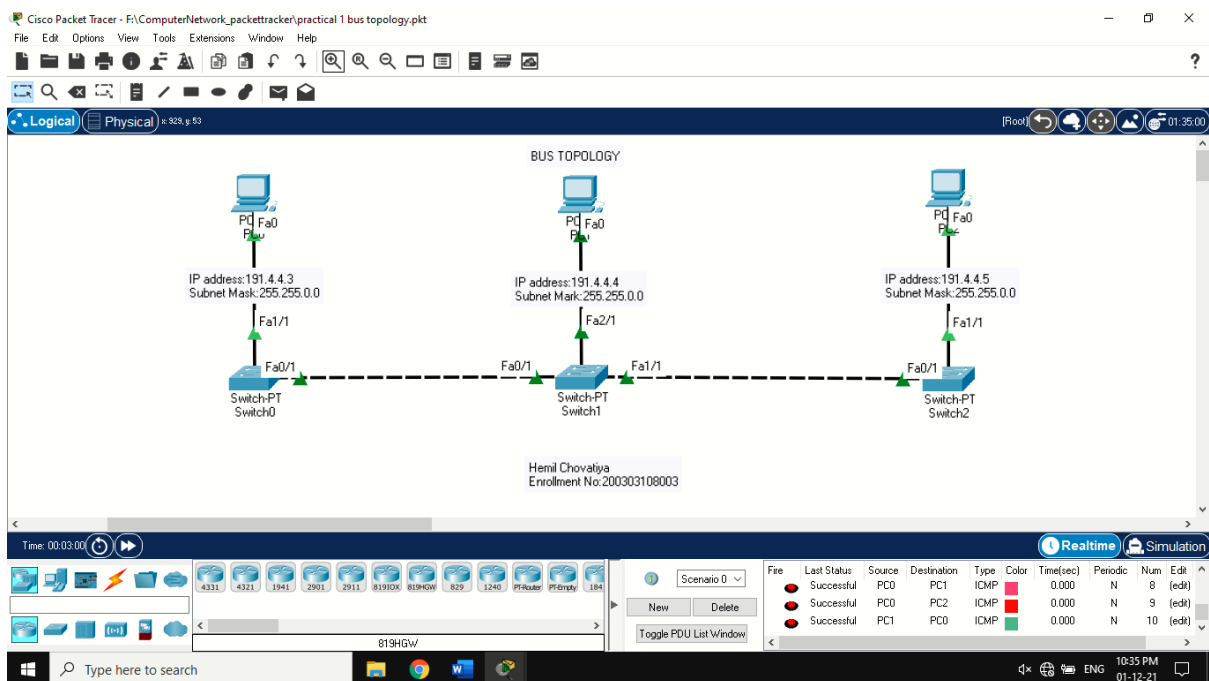 Cisco Packet Tracer - F:\ComputerNetwork_packettracker\practical 1 bus topology.pkt
File Edit Options View Tools Extensions Window Help
?
Logical Physical x: 929, y: 53 [Root] 01:35:00
BUS TOPOLOGY
Fa0 Fa0 Fa0
IP address:191.4.4.3
Subnet Mask:255.255.0.0
IP address:191.4.4.4
Subnet Mark:255.255.0.0
IP address:191.4.4.5
Subnet Mask:255.255.0.0
Fa1/1 Fa2/1 Fa1/1
Fa0/1 Fa0/1 Fa1/1 Fa0/1
Switch-PT
Switch0
Switch-PT
Switch1
Switch-PT
Switch2
Hemil Chovatiya
Enrollment No:200303108003
Time: 00:03:00 Realtime Simulation
4331 4321 1941 2901 2911 819IOX 819HGW 829 1240 PT-Router PT-Empty 184
819HGW
Scenario 0
New Delete
Toggle PDU List Window
Fire Last Status Source Destination Type Color Time(sec) Periodic Num Edit
Successful PC0 PC1 ICMP 0.000 N 8 (edit)
Successful PC0 PC2 ICMP 0.000 N 9 (edit)
Successful PC1 PC0 ICMP 0.000 N 10 (edit)
Type here to search
ENG
10:35 PM
01-12-21